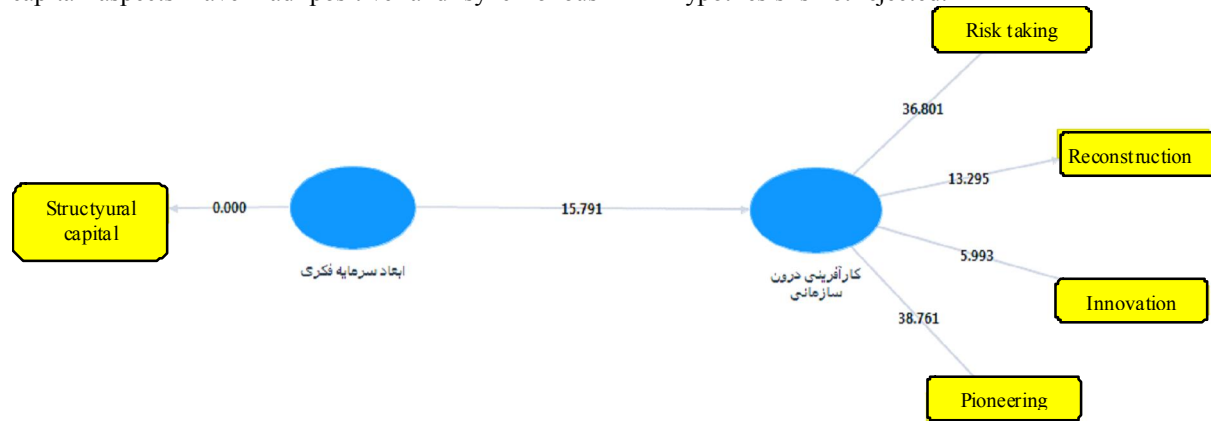 Risk taking
36.801
Reconstruction
13.295
Structyural
capital
0.000
15.791
ابعاد سرمایه فکری
کارآفرینی درون
سازمانی
5.993
Innovation
38.761
Pioneering